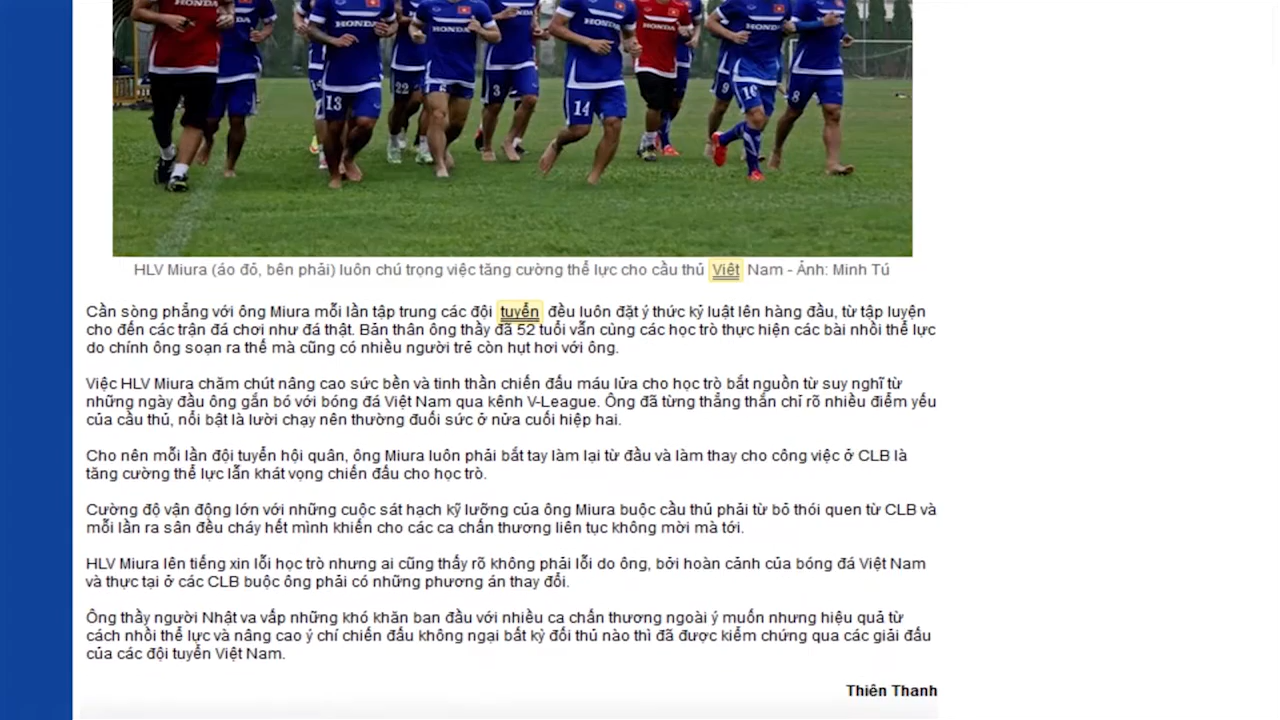 HONDA HONDA HONDA HONDA HONDA HONDA
13 22 3 14 9 16 8
HLV Miura (áo đỏ, bên phải) luôn chú trọng việc tăng cường thể lực cho cầu thủ Việt Nam - Ảnh: Minh Tú
Cần sòng phẳng với ông Miura mỗi lần tập trung các đội tuyển đều luôn đặt ý thức kỷ luật lên hàng đầu, từ tập luyện
cho đến các trận đá chơi như đá thật. Bản thân ông thầy đã 52 tuổi vẫn cùng các học trò thực hiện các bài nhồi thể lực
do chính ông soạn ra thế mà cũng có nhiều người trẻ còn hụt hơi với ông.
Việc HLV Miura chăm chút nâng cao sức bền và tinh thần chiến đấu máu lửa cho học trò bắt nguồn từ suy nghĩ từ
những ngày đầu ông gắn bó với bóng đá Việt Nam qua kênh V-League. Ông đã từng thẳng thắn chỉ rõ nhiều điểm yếu
của cầu thủ, nổi bật là lười chạy nên thường đuối sức ở nửa cuối hiệp hai.
Cho nên mỗi lần đội tuyển hội quân, ông Miura luôn phải bắt tay làm lại từ đầu và làm thay cho công việc ở CLB là
tăng cường thể lực lẫn khát vọng chiến đấu cho học trò.
Cường độ vận động lớn với những cuộc sát hạch kỹ lưỡng của ông Miura buộc cầu thủ phải từ bỏ thói quen từ CLB và
mỗi lần ra sân đều cháy hết mình khiến cho các ca chấn thương liên tục không mời mà tới.
HLV Miura lên tiếng xin lỗi học trò nhưng ai cũng thấy rõ không phải lỗi do ông, bởi hoàn cảnh của bóng đá Việt Nam
và thực tại ở các CLB buộc ông phải có những phương án thay đổi.
Ông thầy người Nhật va vấp những khó khăn ban đầu với nhiều ca chấn thương ngoài ý muốn nhưng hiệu quả từ
cách nhồi thể lực và nâng cao ý chí chiến đấu không ngại bất kỳ đối thủ nào thì đã được kiểm chứng qua các giải đấu
của các đội tuyển Việt Nam.
Thiên Thanh